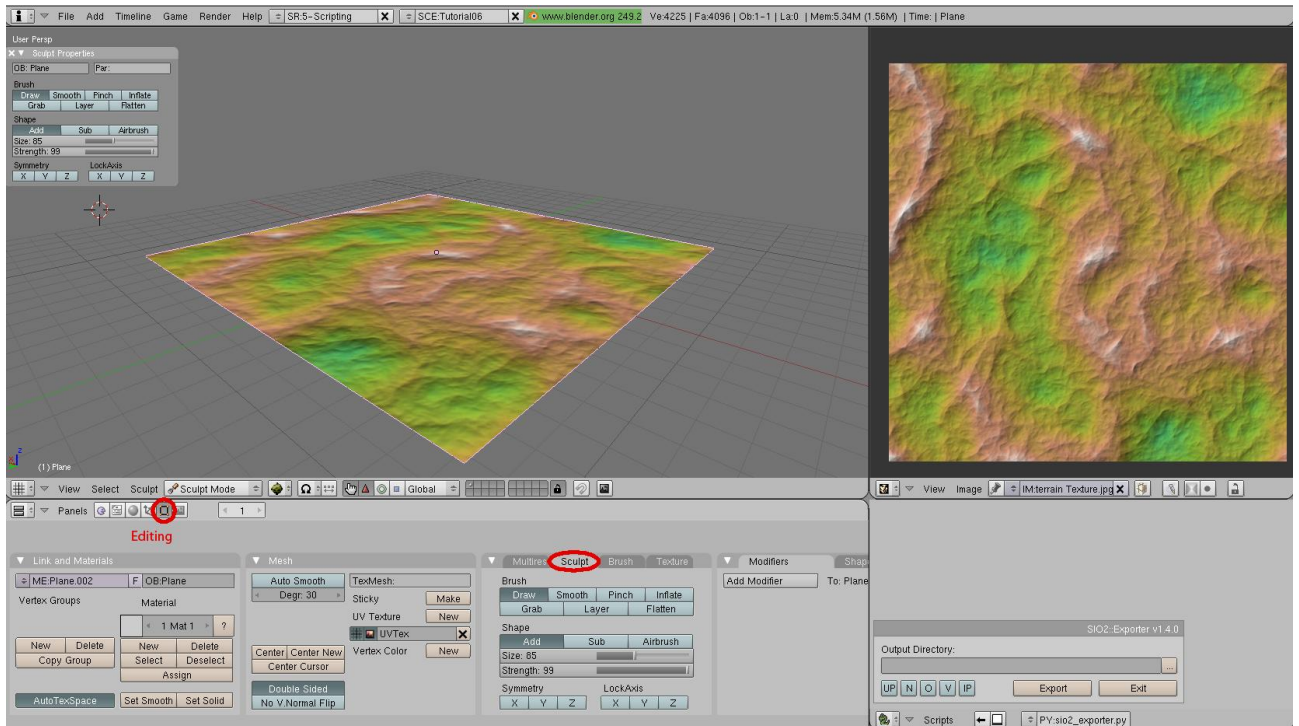 File Add Timeline Game Render Help SR:5-Scripting X SCE:Tutorial06 X www.blender.org 249.2 Ve:4225 | Fa:4096 | Ob:1-1 | La:0 | Mem:5.34M (1.56M) | Time: | Plane
User Persp
Sculpt Properties
OB: Plane Par:
Brush
Draw Smooth Pinch Inflate
Grab Layer Flatten
Shape
Add Sub Airbrush
Size: 85
Strength: 99
Symmetry LockAxis
X Y Z X Y Z
z
(1) Plane
View Select Sculpt Sculpt Mode Global
View Image IM:terrain Texture.jpg X
Panels 1
Editing
Link and Materials
ME:Plane.002 F OB:Plane
Vertex Groups Material
1 Mat 1 ?
New Delete New Delete
Copy Group Select Deselect
Assign
AutoTexSpace Set Smooth Set Solid
Mesh
Auto Smooth TexMesh:
Degr: 30 Sticky Make
UV Texture New
UVTex
Center Center New Vertex Color New
Center Cursor
Double Sided
No V.Normal Flip
Multires Sculpt Brush Texture
Brush
Draw Smooth Pinch Inflate
Grab Layer Flatten
Shape
Add Sub Airbrush
Size: 85
Strength: 99
Symmetry LockAxis
X Y Z X Y Z
Modifiers Shap
Add Modifier To: Plane
SIO2::Exporter v1.4.0
Output Directory:
...
UP N O V IP Export Exit
Scripts PY:sio2_exporter.py